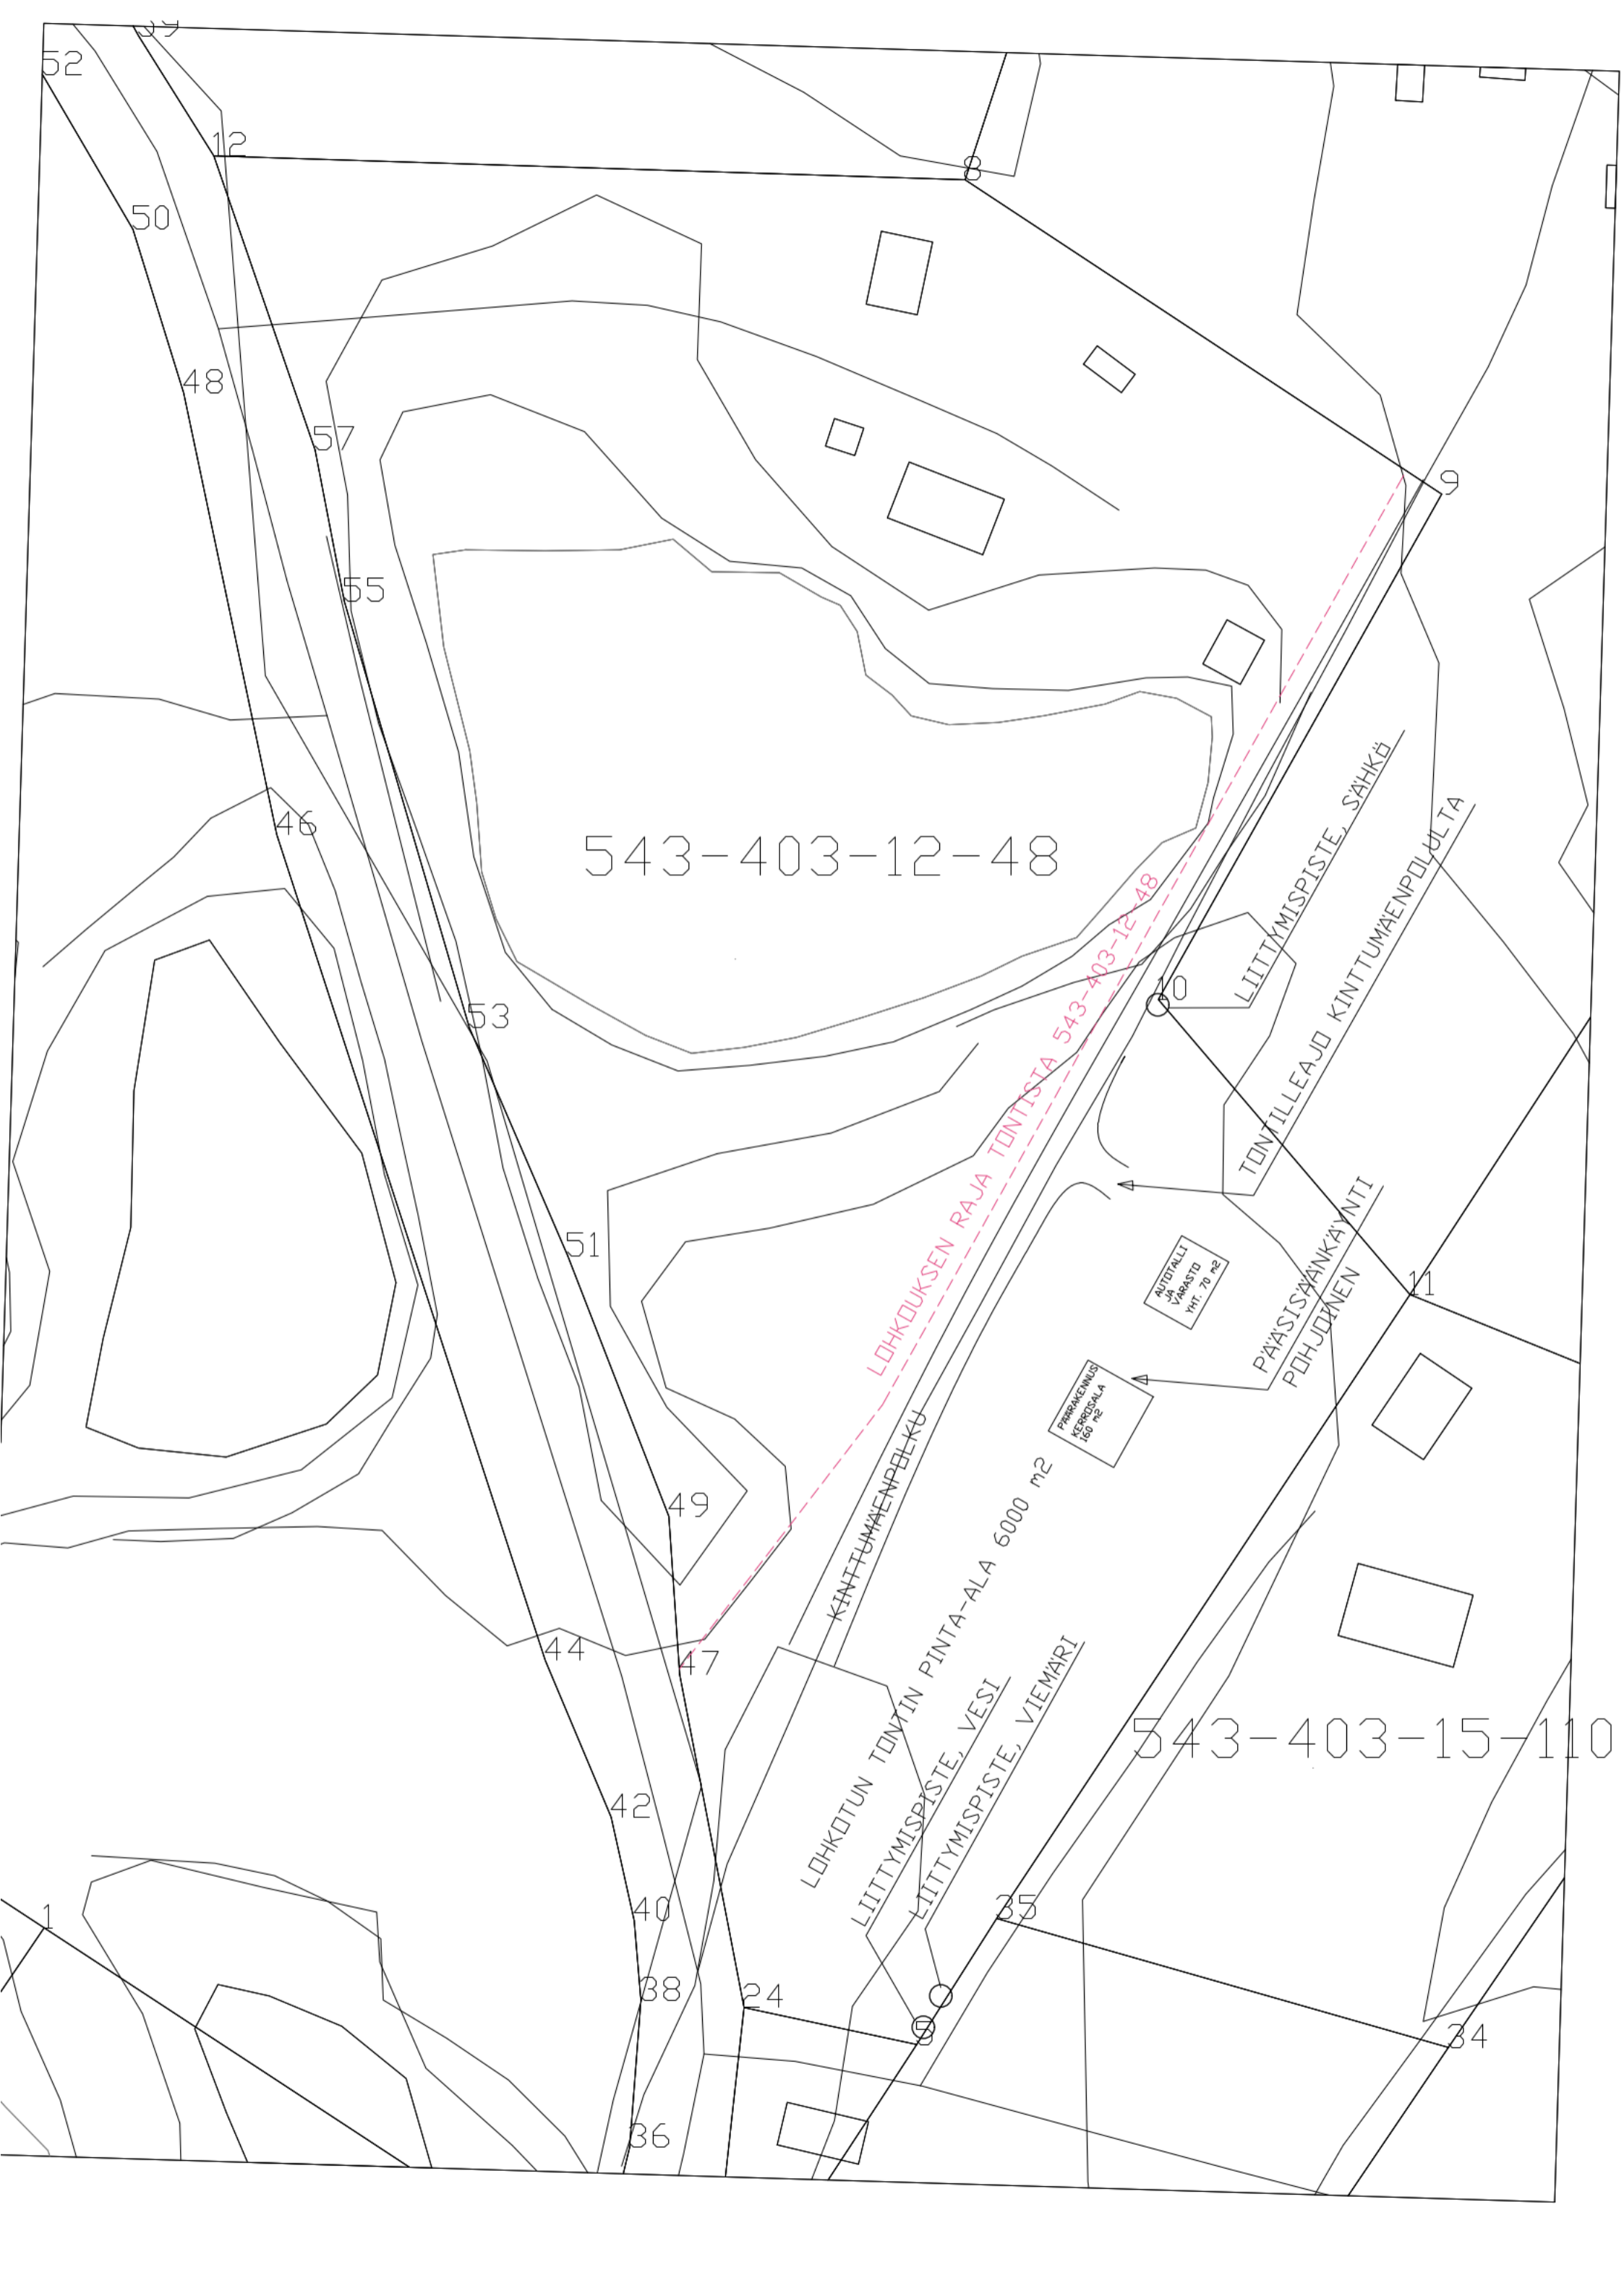 52
12
8
50
48
57
9
55
LIITTYMISPISTE, SÄHKÖ
46
TONTILLEAJO KINTTUMÄENPOLULTA
543-403-12-48
LOHKOUKSEN RAJA TONTISTA 543-403-12-48
10
53
51
AUTOTALLI
JA
VARASTO
YHT. 70 m2
PÄÄSISÄÄNKÄYNTI
POHJOINEN
11
PÄÄRAKENNUS
KERROSALA
160 m2
KINTTUMÄENPOLKU
49
LOHKOTUN TONTIN PINTA-ALA 6000 m2
44
47
LIITTYMISPISTE, VESI
LIITTYMISPISTE, VIEMÄRI
543-403-15-110
42
40
1
35
38
24
5
34
36